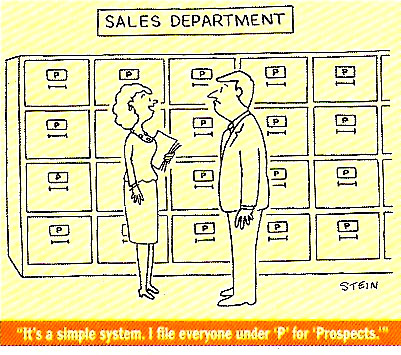 SALES DEPARTMENT
P P P P P
P P P P
P P P P
P P P P
STEIN
"It's a simple system. I file everyone under 'P' for 'Prospects.'"